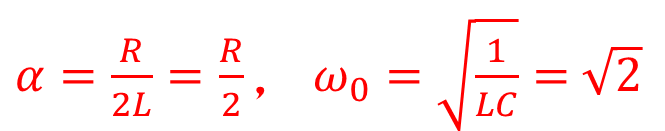 α = R/2L = R/2 , ω₀ = √(1/LC) = √2